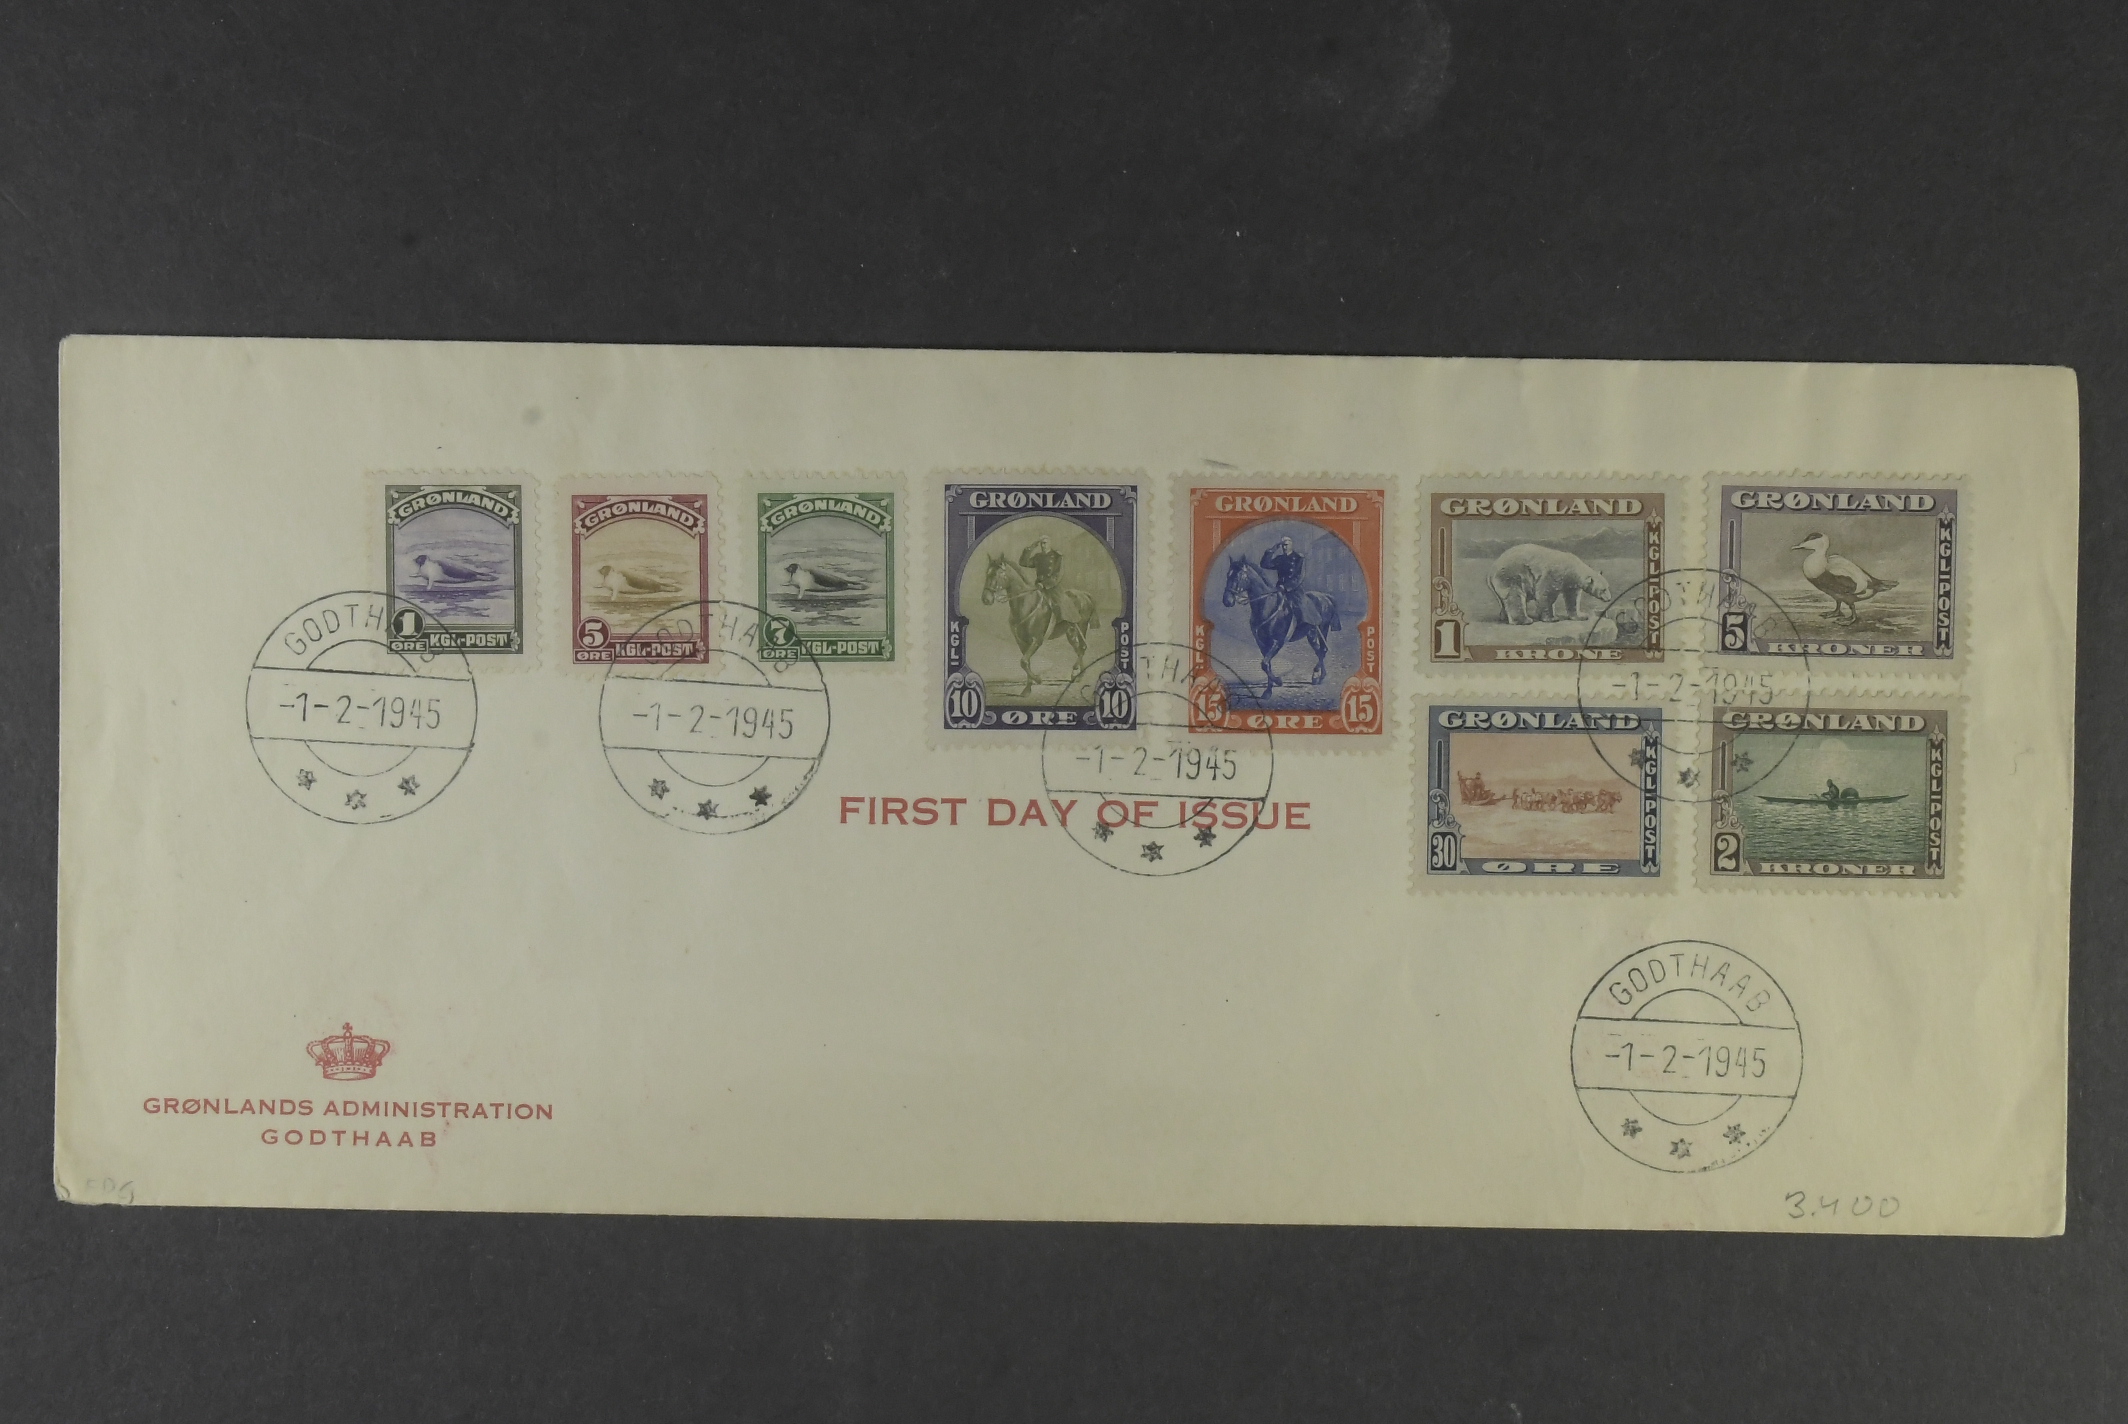 GRØNLAND
1
ØRE KGL-POST
GRØNLAND
5
ØRE KGL-POST
GRØNLAND
7
ØRE KGL-POST
GRØNLAND
KGL- POST
10 ØRE 10
GRØNLAND
KGL- POST
15 ØRE 15
GRØNLAND
KGL-POST
1 KRONE
GRØNLAND
KGL-POST
5 KRONER
GRØNLAND
KGL-POST
30 ØRE
GRØNLAND
KGL-POST
2 KRONER
GODTHAAB
-1-2-1945
GODTHAAB
-1-2-1945
GODTHAAB
-1-2-1945
GODTHAAB
-1-2-1945
FIRST DAY OF ISSUE
GODTHAAB
-1-2-1945
GRØNLANDS ADMINISTRATION
GODTHAAB
3.400